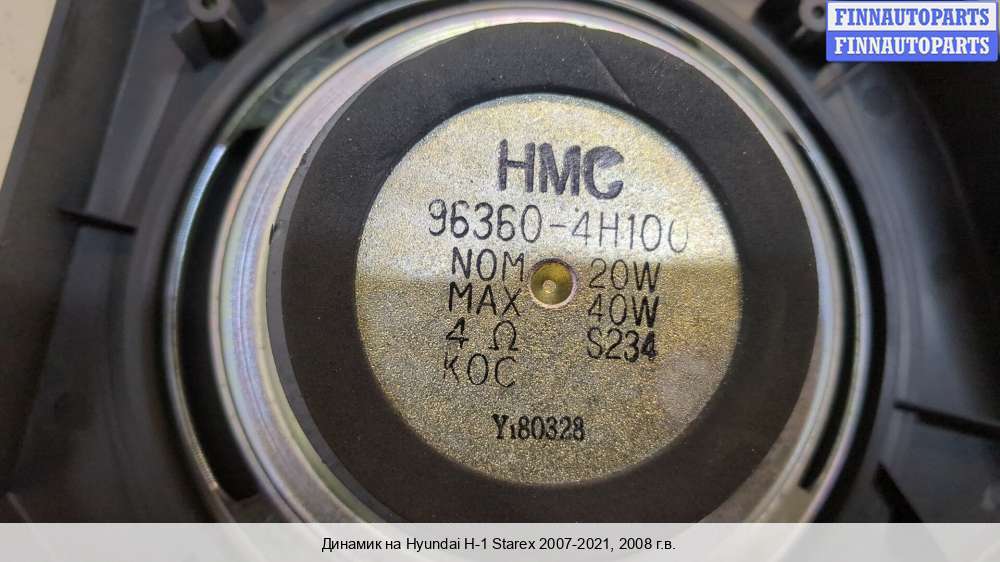 FINNAUTOPARTS
FINNAUTOPARTS
HMC
96360-4H100
NOM 20W
MAX 40W
4 Ω S234
KOC
Y180328
Динамик на Hyundai H-1 Starex 2007-2021, 2008 г.в.